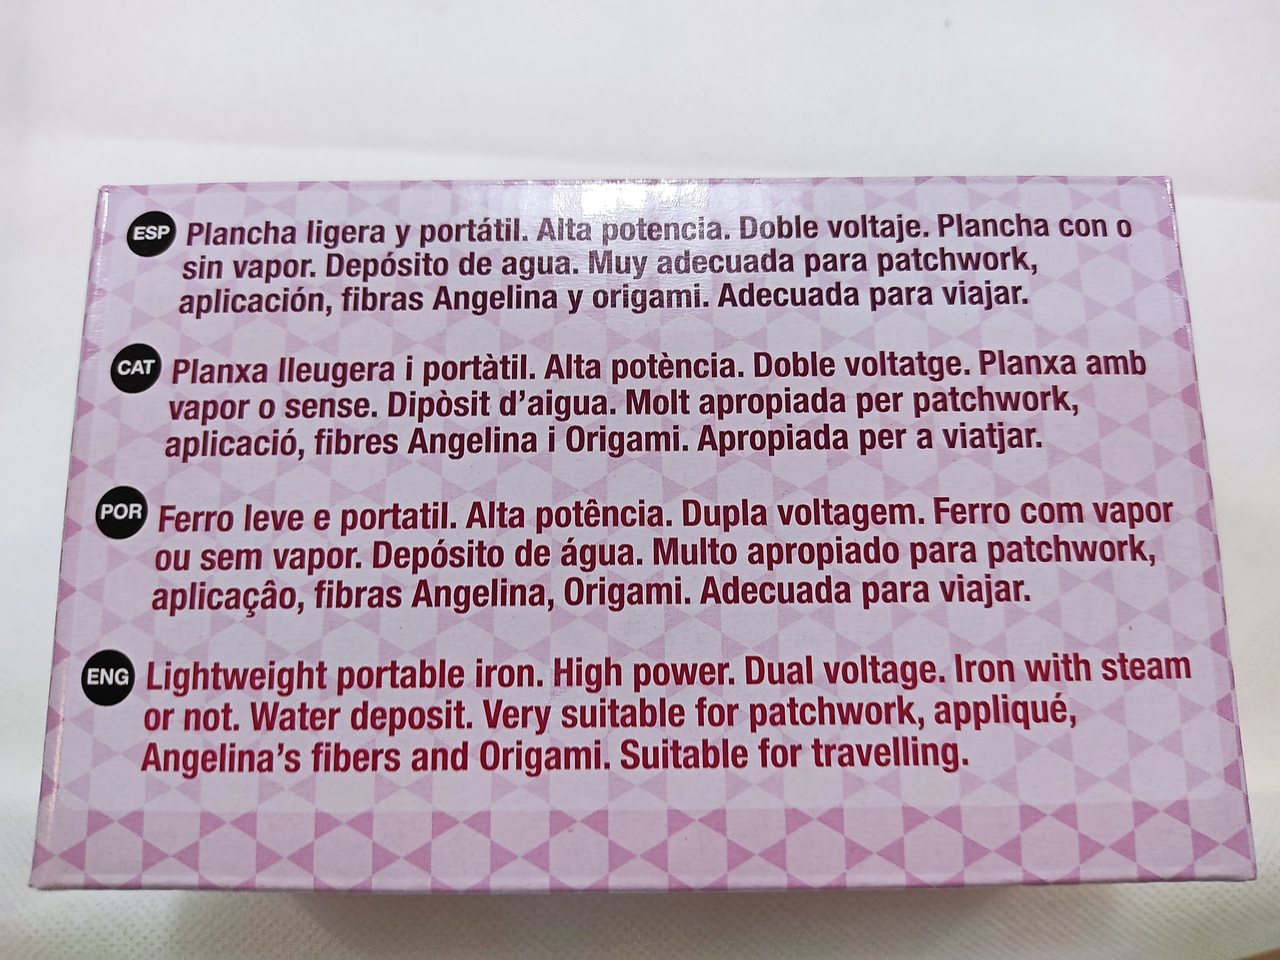 ESP Plancha ligera y portátil. Alta potencia. Doble voltaje. Plancha con o
sin vapor. Depósito de agua. Muy adecuada para patchwork,
aplicación, fibras Angelina y origami. Adecuada para viajar.
CAT Planxa lleugera i portàtil. Alta potència. Doble voltatge. Planxa amb
vapor o sense. Dipòsit d’aigua. Molt apropiada per patchwork,
aplicació, fibres Angelina i Origami. Apropiada per a viatjar.
POR Ferro leve e portatil. Alta potência. Dupla voltagem. Ferro com vapor
ou sem vapor. Depósito de água. Multo apropiado para patchwork,
aplicaçâo, fibras Angelina, Origami. Adecuada para viajar.
ENG Lightweight portable iron. High power. Dual voltage. Iron with steam
or not. Water deposit. Very suitable for patchwork, appliqué,
Angelina’s fibers and Origami. Suitable for travelling.